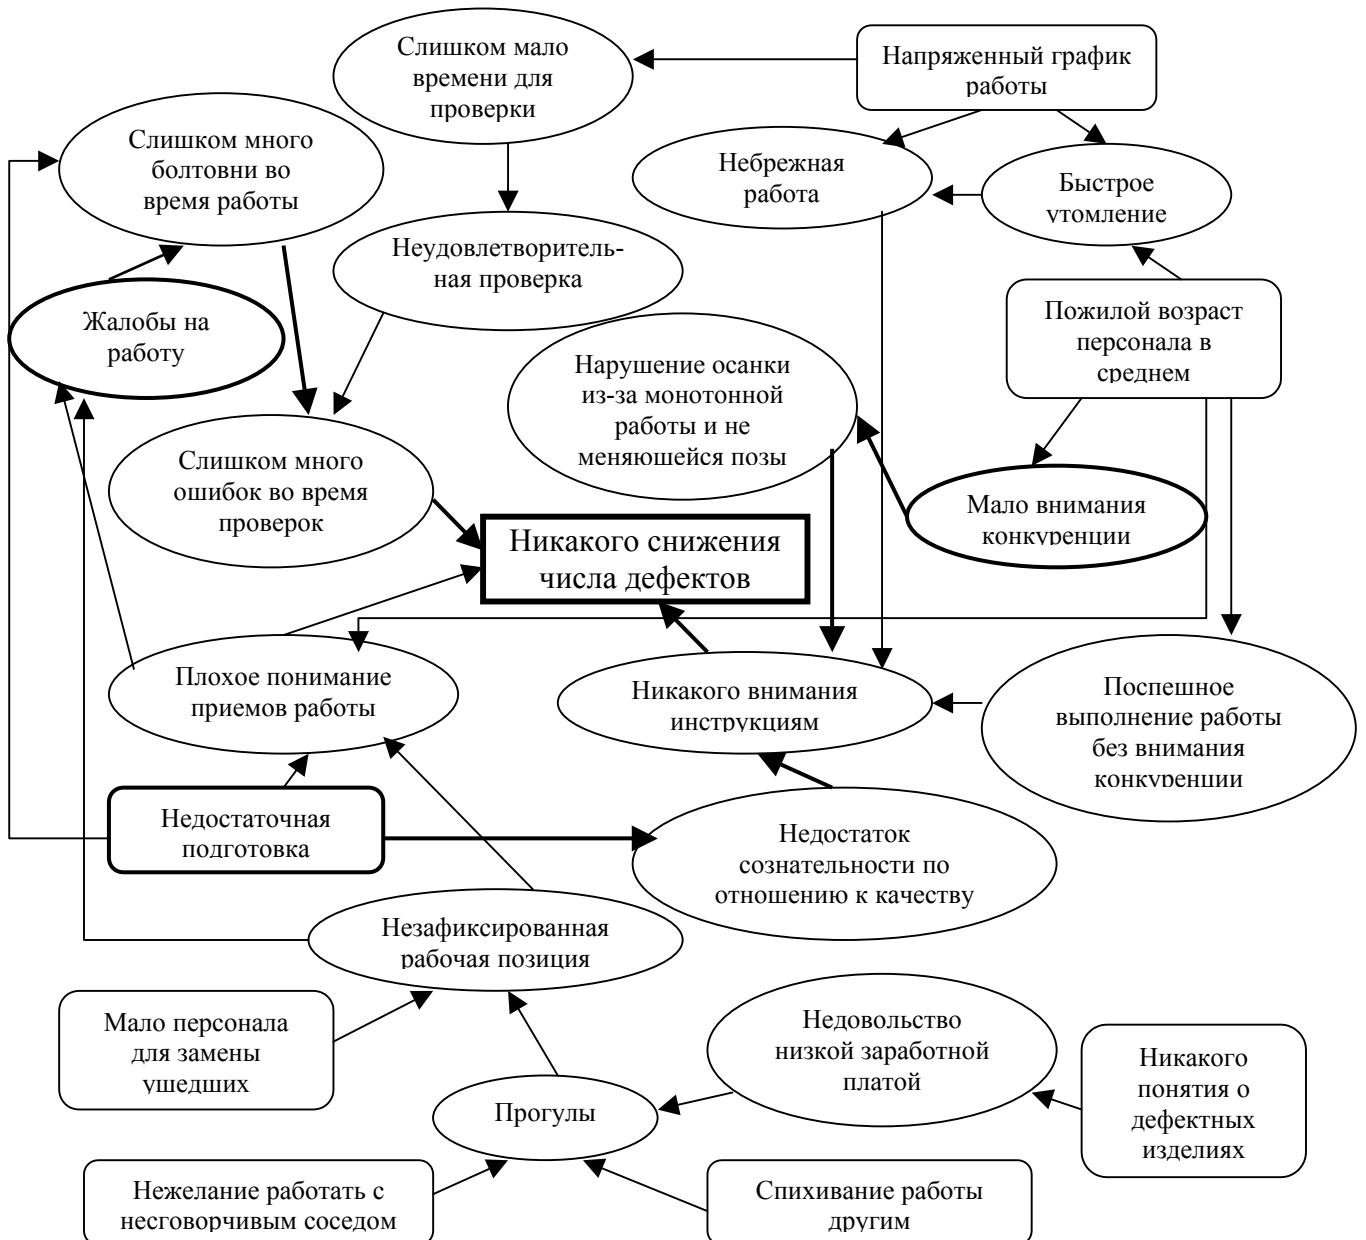 Слишком мало
времени для
проверки
Напряженный график
работы
Слишком много
болтовни во
время работы
Небрежная
работа
Быстрое
утомление
Неудовлетворитель-
ная проверка
Жалобы на
работу
Пожилой возраст
персонала в
среднем
Нарушение осанки
из-за монотонной
работы и не
меняюшейся позы
Слишком много
ошибок во время
проверок
Мало внимания
конкуренции
Никакого снижения
числа дефектов
Плохое понимание
приемов работы
Никакого внимания
инструкциям
Поспешное
выполнение работы
без внимания
конкуренции
Недостаточная
подготовка
Недостаток
сознательности по
отношению к качеству
Незафиксированная
рабочая позиция
Мало персонала
для замены
ушедших
Недовольство
низкой заработной
платой
Никакого
понятия о
дефектных
изделиях
Прогулы
Нежелание работать с
несговорчивым соседом
Спихивание работы
другим